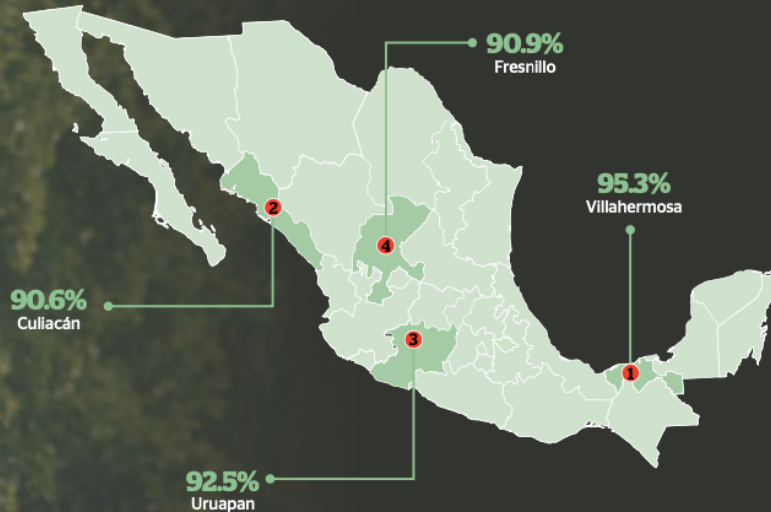 90.9%
Fresnillo
95.3%
Villahermosa
2
4
90.6%
Culiacán
3
1
92.5%
Uruapan